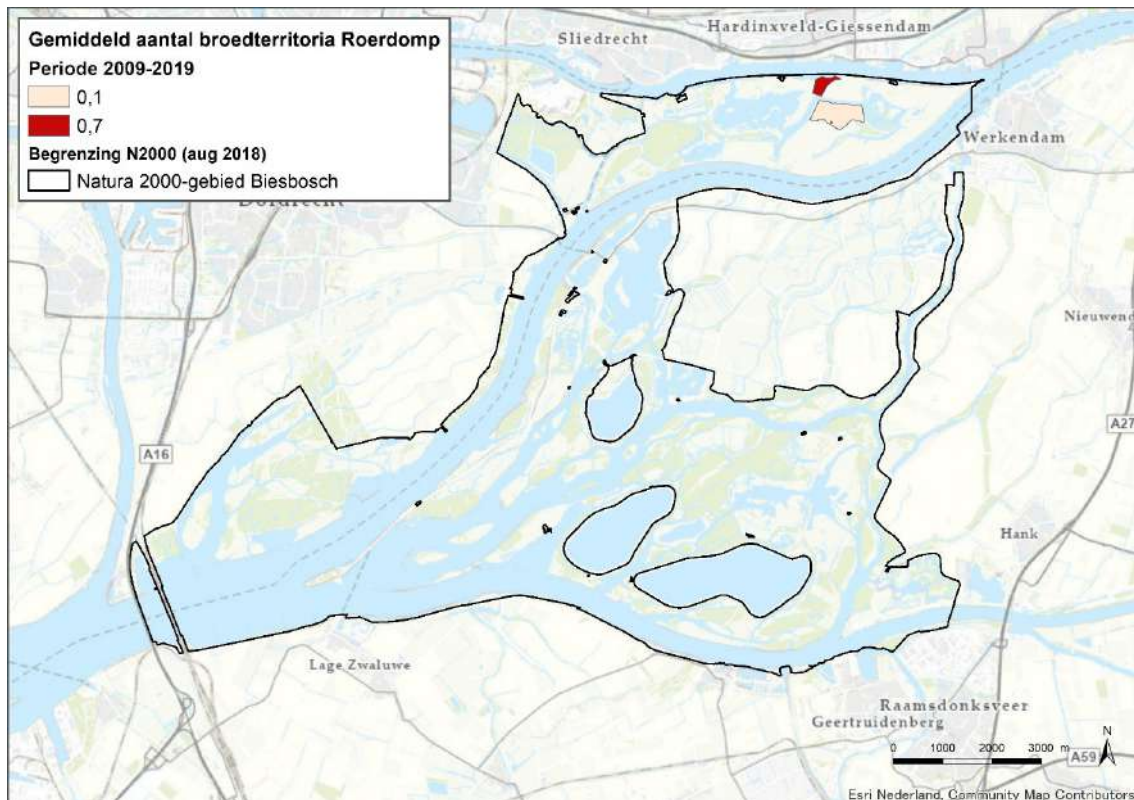 Gemiddeld aantal broedterritoria Roerdomp
Periode 2009-2019
0,1
0,7
Begrenzing N2000 (aug 2018)
Natura 2000-gebied Biesbosch
Hardinxveld-Giessendam
Sliedrecht
Werkendam
Dordrecht
Nieuwend
A27
A16
Hank
Lage Zwaluwe
Raamsdonksveer
Geertruidenberg
N
0 1000 2000 3000 m
A59
Esri Nederland, Community Map Contributors